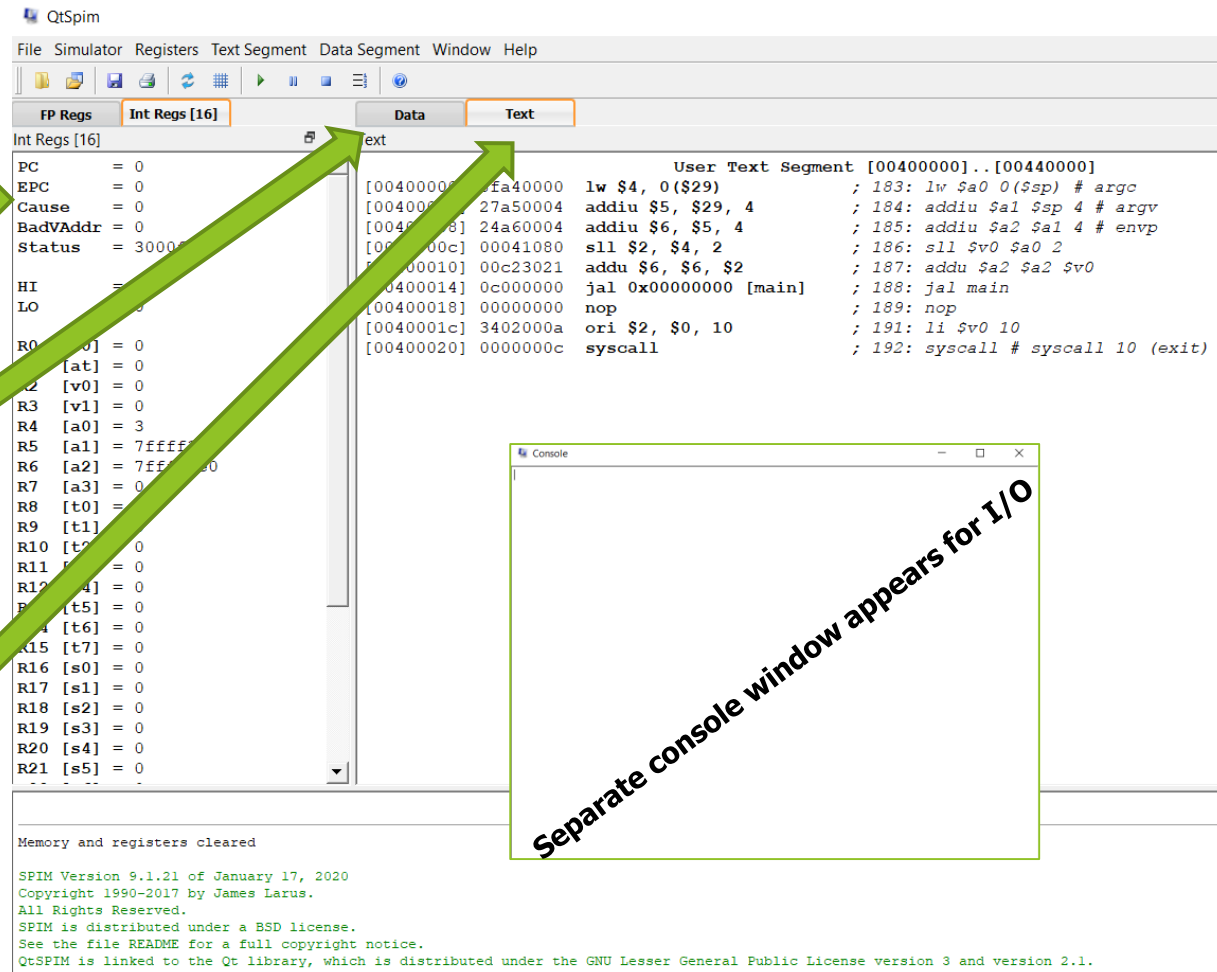 QtSpim
File Simulator Registers Text Segment Data Segment Window Help
FP Regs Int Regs [16]
Data Text
Int Regs [16]
PC = 0
EPC = 0
Cause = 0
BadVAddr = 0
Status
HI =
LO
= 0
[at] = 0
[v0] = 0
R3 [v1] = 0
R4 [a0] = 3
R5 [a1]
R6 [a2]
R7 [a3] =
R8 [t0] =
R9 [t1]
R10 0
R11 = 0
= 0
[t5] = 0
[t6] = 0
R15 [t7] = 0
R16 [s0] = 0
R17 [s1] = 0
R18 [s2] = 0
R19 [s3] = 0
R20 [s4] = 0
R21 [s5] = 0
User Text Segment [00400000]..[00440000]
lw $4, 0($29) ; 183: lw $a0 0($sp) # argc
27a50004 addiu $5, $29, 4 ; 184: addiu $a1 $sp 4 # argv
24a60004 addiu $6, $5, 4 ; 185: addiu $a2 $a1 4 # envp
00041080 sll $2, $4, 2 ; 186: sll $v0 $a0 2
00c23021 addu $6, $6, $2 ; 187: addu $a2 $a2 $v0
[00400014] 0c000000 jal 0x00000000 [main] ; 188: jal main
[00400018] 00000000 nop ; 189: nop
[0040001c] 3402000a ori $2, $0, 10 ; 191: li $v0 10
[00400020] 0000000c syscall ; 192: syscall # syscall 10 (exit)
Console
Separate console window appears for I/O
Memory and registers cleared
SPIM Version 9.1.21 of January 17, 2020
Copyright 1990-2017 by James Larus.
All Rights Reserved.
SPIM is distributed under a BSD license.
See the file README for a full copyright notice.
QtSPIM is linked to the Qt library, which is distributed under the GNU Lesser General Public License version 3 and version 2.1.